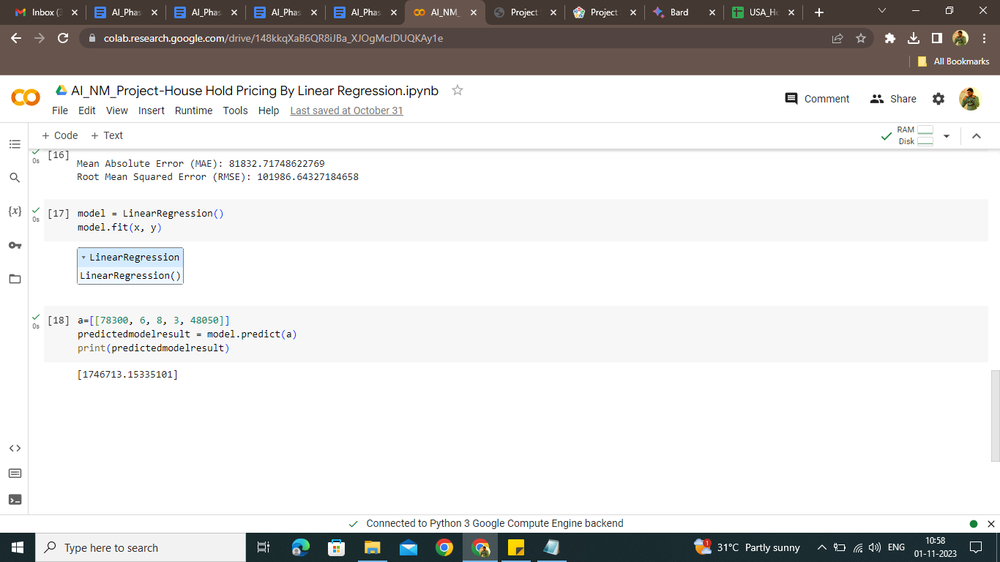 Inbox (3
AI_Phas
AI_Phas
AI_Phas
AI_Phas
AI_NM_
Project
Project
Bard
USA_Ho
colab.research.google.com/drive/148kkqXaB6QR8iJBa_XJOgMcJDUQKAy1e
All Bookmarks
AI_NM_Project-House Hold Pricing By Linear Regression.ipynb
Comment
Share
File Edit View Insert Runtime Tools Help Last saved at October 31
+ Code + Text
RAM
Disk
0s
[16]
Mean Absolute Error (MAE): 81832.71748622769
Root Mean Squared Error (RMSE): 101986.64327184658
{x}
0s
[17] model = LinearRegression()
model.fit(x, y)
LinearRegression
LinearRegression()
0s
[18] a=[[78300, 6, 8, 3, 48050]]
predictedmodelresult = model.predict(a)
print(predictedmodelresult)
[1746713.15335101]
Connected to Python 3 Google Compute Engine backend
Type here to search
1
31°C Partly sunny
ENG
10:58
01-11-2023